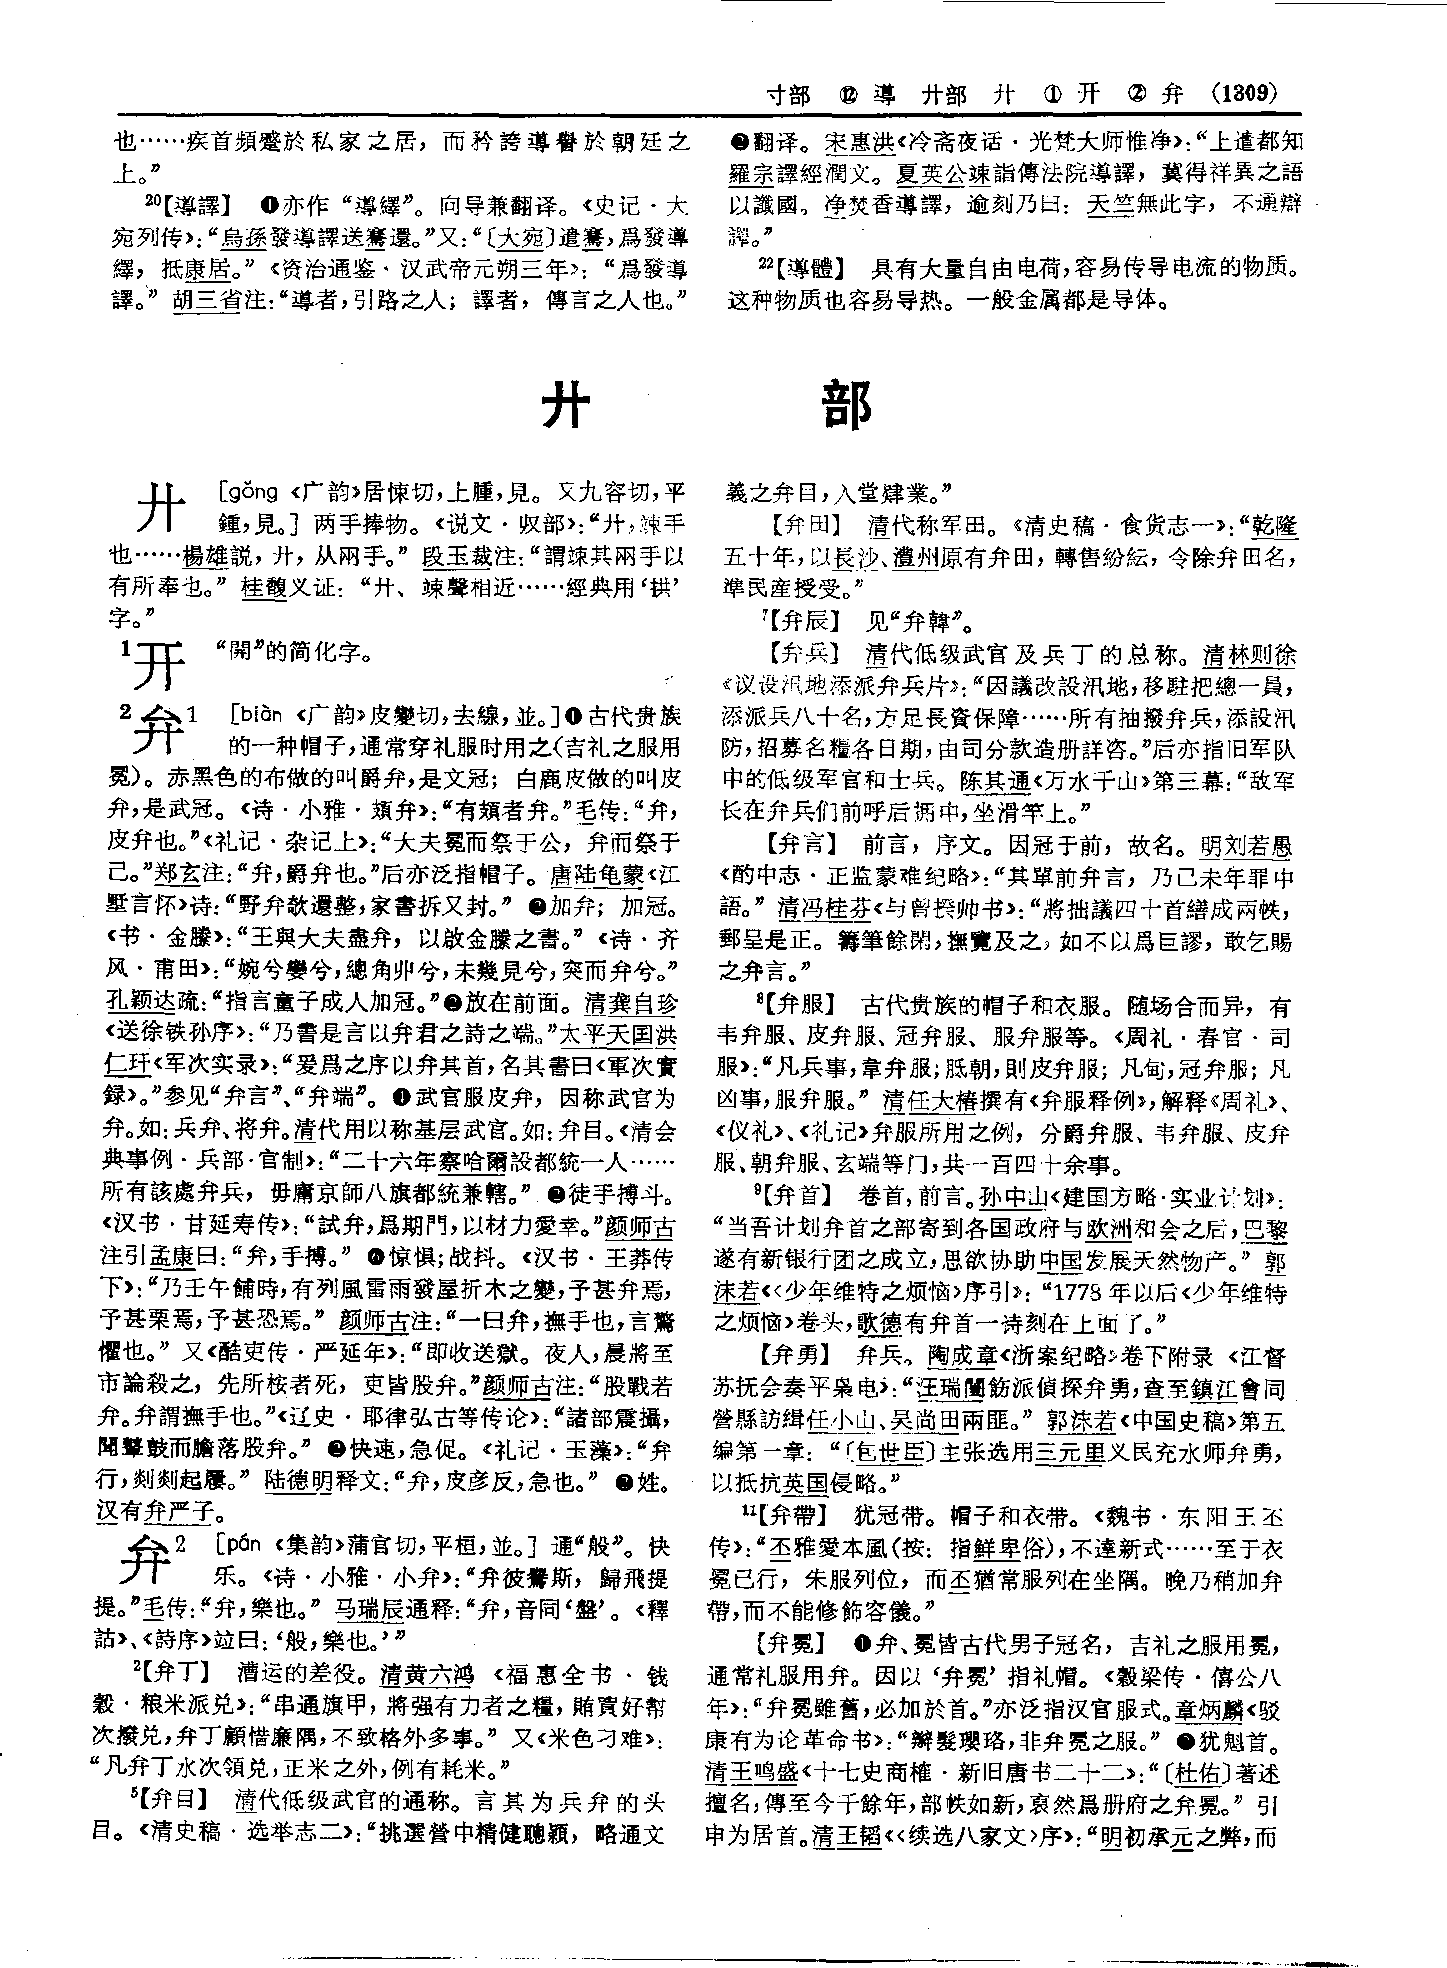 寸部 ⑫ 導 廾部 廾 ① 开 ② 弁 (1309)
也……疾首頻蹙於私家之居，而矜誇導譽於朝廷之
上。”
20【導譯】 ❶亦作“導繹”。向导兼翻译。《史记·大
宛列传》：“烏孫發導譯送騫還。”又：“〔大宛〕遣騫，爲發導
繹，抵康居。”《资治通鉴·汉武帝元朔三年》：“爲發導
譯。”胡三省注：“導者，引路之人；譯者，傳言之人也。”
❷翻译。宋惠洪《冷斋夜话·光梵大师惟净》：“上遣都知
羅宗譯經潤文。夏英公竦詣傳法院導譯，冀得祥異之語
以讖國。净焚香導譯，逾刻乃曰：天竺無此字，不通辯
譯。”
22【導體】 具有大量自由电荷，容易传导电流的物质。
这种物质也容易导热。一般金属都是导体。
廾 部
廾 [gǒng 《广韵》居悚切，上腫，見。又九容切，平
鍾，見。] 两手捧物。《说文·収部》：“廾，竦手
也……楊雄説，廾，从兩手。”段玉裁注：“謂竦其兩手以
有所奉也。”桂馥义证：“廾、竦聲相近……經典用‘拱’
字。”
1开 “開”的简化字。
2弁1 [biàn 《广韵》皮變切，去線，並。]❶古代贵族
的一种帽子，通常穿礼服时用之（吉礼之服用
冕）。赤黑色的布做的叫爵弁，是文冠；白鹿皮做的叫皮
弁，是武冠。《诗·小雅·頍弁》：“有頍者弁。”毛传：“弁，
皮弁也。”《礼记·杂记上》：“大夫冕而祭于公，弁而祭于
己。”郑玄注：“弁，爵弁也。”后亦泛指帽子。唐陆龟蒙《江
墅言怀》诗：“野弁欹還整，家書拆又封。”❷加弁；加冠。
《书·金縢》：“王與大夫盡弁，以啟金縢之書。”《诗·齐
风·甫田》：“婉兮孌兮，總角丱兮，未幾見兮，突而弁兮。”
孔颖达疏：“指言童子成人加冠。”❸放在前面。清龚自珍
《送徐铁孙序》：“乃書是言以弁君之詩之端。”太平天国洪
仁玕《军次实录》：“爰爲之序以弁其首，名其書曰《軍次實
録》。”参见“弁言”、“弁端”。❹武官服皮弁，因称武官为
弁。如：兵弁、将弁。清代用以称基层武官。如：弁目。《清会
典事例·兵部·官制》：“二十六年察哈爾設都統一人……
所有該處弁兵，毋庸京師八旗都統兼轄。”❺徒手搏斗。
《汉书·甘延寿传》：“試弁，爲期門，以材力愛幸。”颜师古
注引孟康曰：“弁，手搏。”❻惊惧；战抖。《汉书·王莽传
下》：“乃壬午餔時，有列風雷雨發屋折木之變，予甚弁焉，
予甚栗焉，予甚恐焉。”颜师古注：“一曰弁，撫手也，言驚
懼也。”又《酷吏传·严延年》：“即收送獄。夜入，晨將至
市論殺之，先所桉者死，吏皆股弁。”颜师古注：“股戰若
弁。弁謂撫手也。”《辽史·耶律弘古等传论》：“諸部震攝，
聞鼙鼓而膽落股弁。”❼快速，急促。《礼记·玉藻》：“弁
行，剡剡起屨。”陆德明释文：“弁，皮彦反，急也。”❽姓。
汉有弁严子。
弁2 [pán 《集韵》蒲官切，平桓，並。] 通“般”。快
乐。《诗·小雅·小弁》：“弁彼鸒斯，歸飛提
提。”毛传：“弁，樂也。”马瑞辰通释：“弁，音同‘盤’。《釋
詁》、《詩序》竝曰：‘般，樂也。’”
2【弁丁】 漕运的差役。清黄六鸿《福惠全书·钱
穀·粮米派兑》：“串通旗甲，將强有力者之糧，賄買好幫
次撥兑，弁丁顧惜廉隅，不致格外多事。”又《米色刁难》：
“凡弁丁水次領兑，正米之外，例有耗米。”
5【弁目】 清代低级武官的通称。言其为兵弁的头
目。《清史稿·选举志二》：“挑選營中精健聰穎，略通文
義之弁目，入堂肄業。”
【弁田】 清代称军田。《清史稿·食货志一》：“乾隆
五十年，以長沙、澧州原有弁田，轉售紛紜，令除弁田名，
準民産授受。”
7【弁辰】 见“弁韓”。
【弁兵】 清代低级武官及兵丁的总称。清林则徐
《议设汛地添派弁兵片》：“因議改設汛地，移駐把總一員，
添派兵八十名，方足長資保障……所有抽撥弁兵，添設汛
防，招募名糧各日期，由司分款造册詳咨。”后亦指旧军队
中的低级军官和士兵。陈其通《万水千山》第三幕：“敌军
长在弁兵们前呼后拥中，坐滑竿上。”
【弁言】 前言，序文。因冠于前，故名。明刘若愚
《酌中志·正监蒙难纪略》：“其單前弁言，乃己未年罪中
語。”清冯桂芬《与曾揆帅书》：“將拙議四十首繕成兩帙，
郵呈是正。籌筆餘閒，撫覽及之，如不以爲巨謬，敢乞賜
之弁言。”
8【弁服】 古代贵族的帽子和衣服。随场合而异，有
韦弁服、皮弁服、冠弁服、服弁服等。《周礼·春官·司
服》：“凡兵事，韋弁服；眡朝，則皮弁服；凡甸，冠弁服；凡
凶事，服弁服。”清任大椿撰有《弁服释例》，解释《周礼》、
《仪礼》、《礼记》弁服所用之例，分爵弁服、韦弁服、皮弁
服、朝弁服、玄端等门，共一百四十余事。
9【弁首】 卷首，前言。孙中山《建国方略·实业计划》：
“当吾计划弁首之部寄到各国政府与欧洲和会之后，巴黎
遂有新银行团之成立，思欲协助中国发展天然物产。”郭
沫若《〈少年维特之烦恼〉序引》：“1778年以后《少年维特
之烦恼》卷头，歌德有弁首一诗刻在上面了。”
【弁勇】 弁兵。陶成章《浙案纪略》卷下附录《江督
苏抚会奏平枭电》：“汪瑞闓飭派偵探弁勇，查至鎮江會同
營縣訪缉任小山、吴尚田兩匪。”郭沫若《中国史稿》第五
编第一章：“〔包世臣〕主张选用三元里义民充水师弁勇，
以抵抗英国侵略。”
11【弁帶】 犹冠带。帽子和衣带。《魏书·东阳王丕
传》：“丕雅愛本風（按：指鮮卑俗），不達新式……至于衣
冕已行，朱服列位，而丕猶常服列在坐隅。晚乃稍加弁
帶，而不能修飾容儀。”
【弁冕】 ❶弁、冕皆古代男子冠名，吉礼之服用冕，
通常礼服用弁。因以‘弁冕’指礼帽。《穀梁传·僖公八
年》：“弁冕雖舊，必加於首。”亦泛指汉官服式。章炳麟《驳
康有为论革命书》：“辮髮瓔珞，非弁冕之服。”❷犹魁首。
清王鸣盛《十七史商榷·新旧唐书二十二》：“〔杜佑〕著述
擅名，傳至今千餘年，部帙如新，裒然爲册府之弁冕。”引
申为居首。清王韬《〈续选八家文〉序》：“明初承元之弊，而